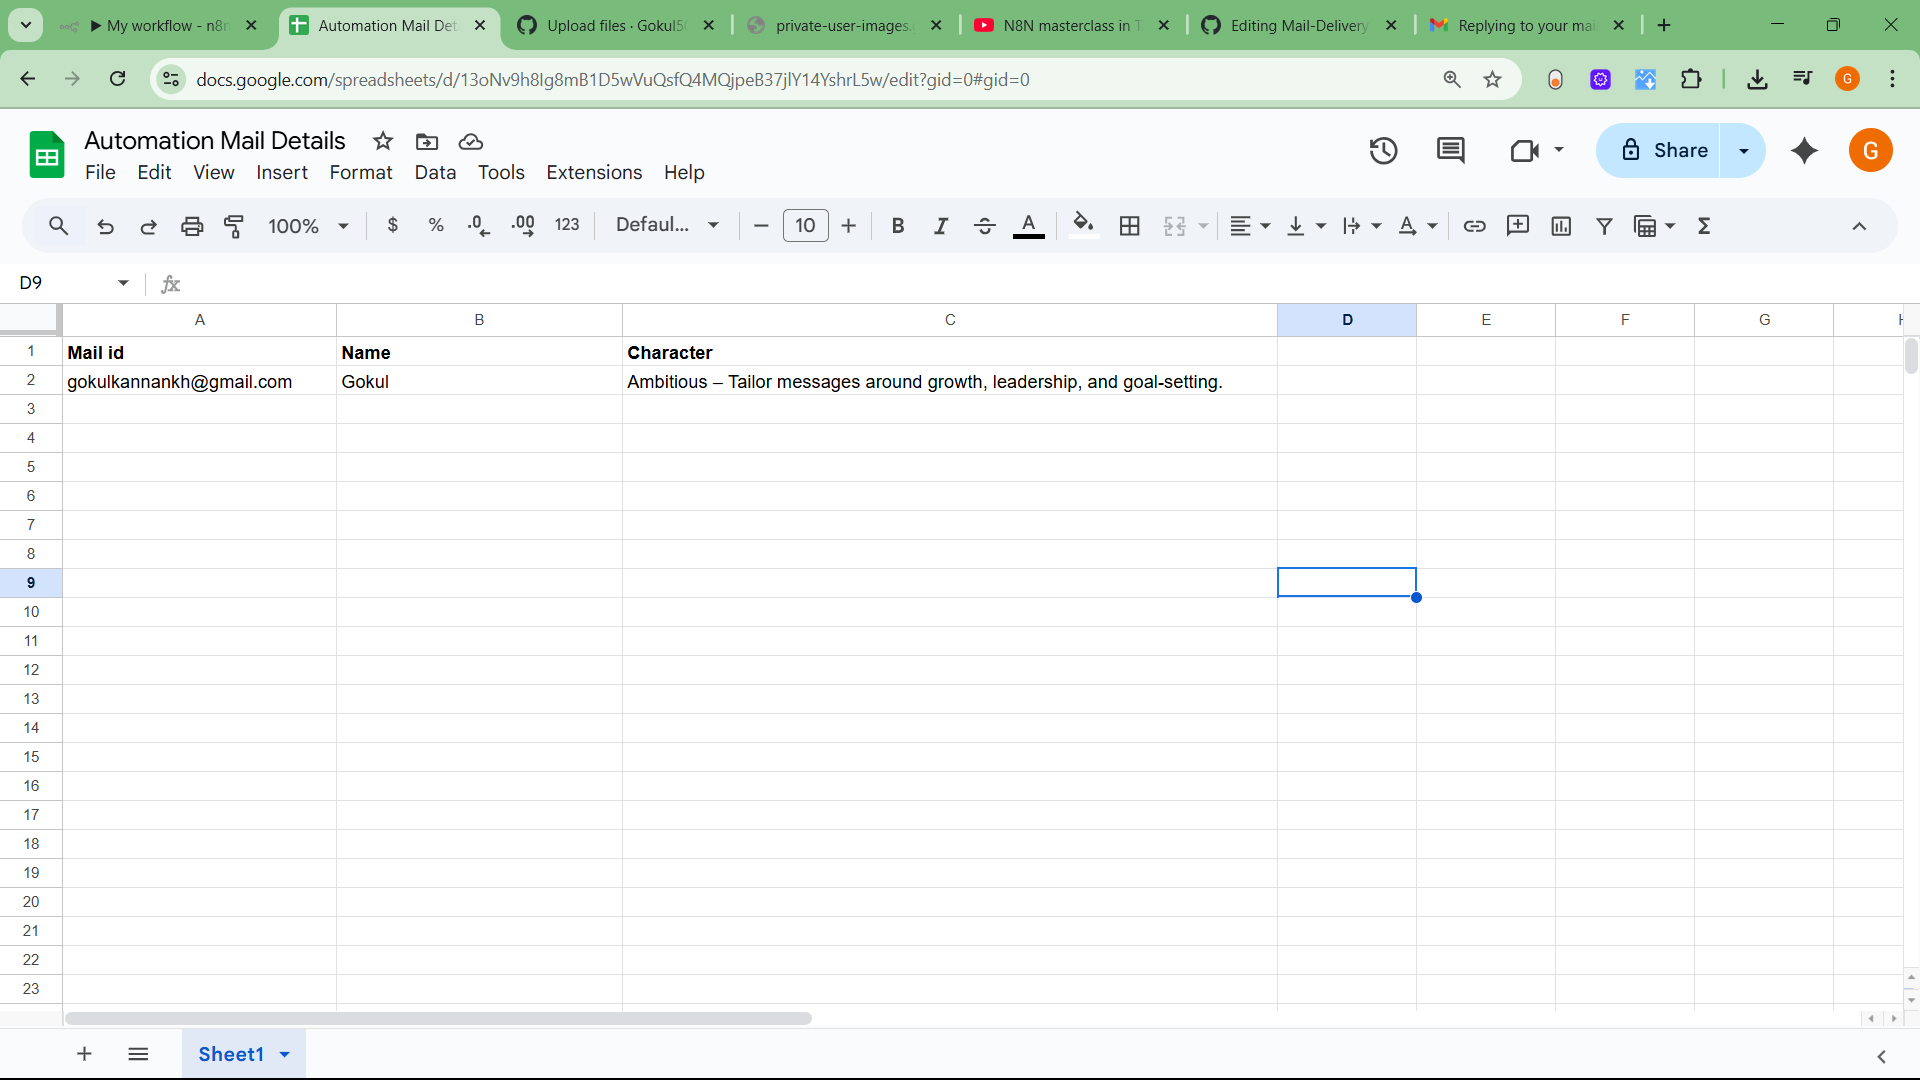 My workflow - n8n
Automation Mail Det
Upload files · Gokul5
private-user-images.
N8N masterclass in T
Editing Mail-Delivery
Replying to your mai
docs.google.com/spreadsheets/d/13oNv9h8Ig8mB1D5wVuQsfQ4MQjpeB37jlY14YshrL5w/edit?gid=0#gid=0
G
Automation Mail Details
Share
G
File Edit View Insert Format Data Tools Extensions Help
100% $ % .0 .00 123 Defaul... 10 B I A A Σ
D9 fx
A B C D E F G
1 Mail id Name Character
2 gokulkannankh@gmail.com Gokul Ambitious – Tailor messages around growth, leadership, and goal-setting.
3
4
5
6
7
8
9
10
11
12
13
14
15
16
17
18
19
20
21
22
23
Sheet1